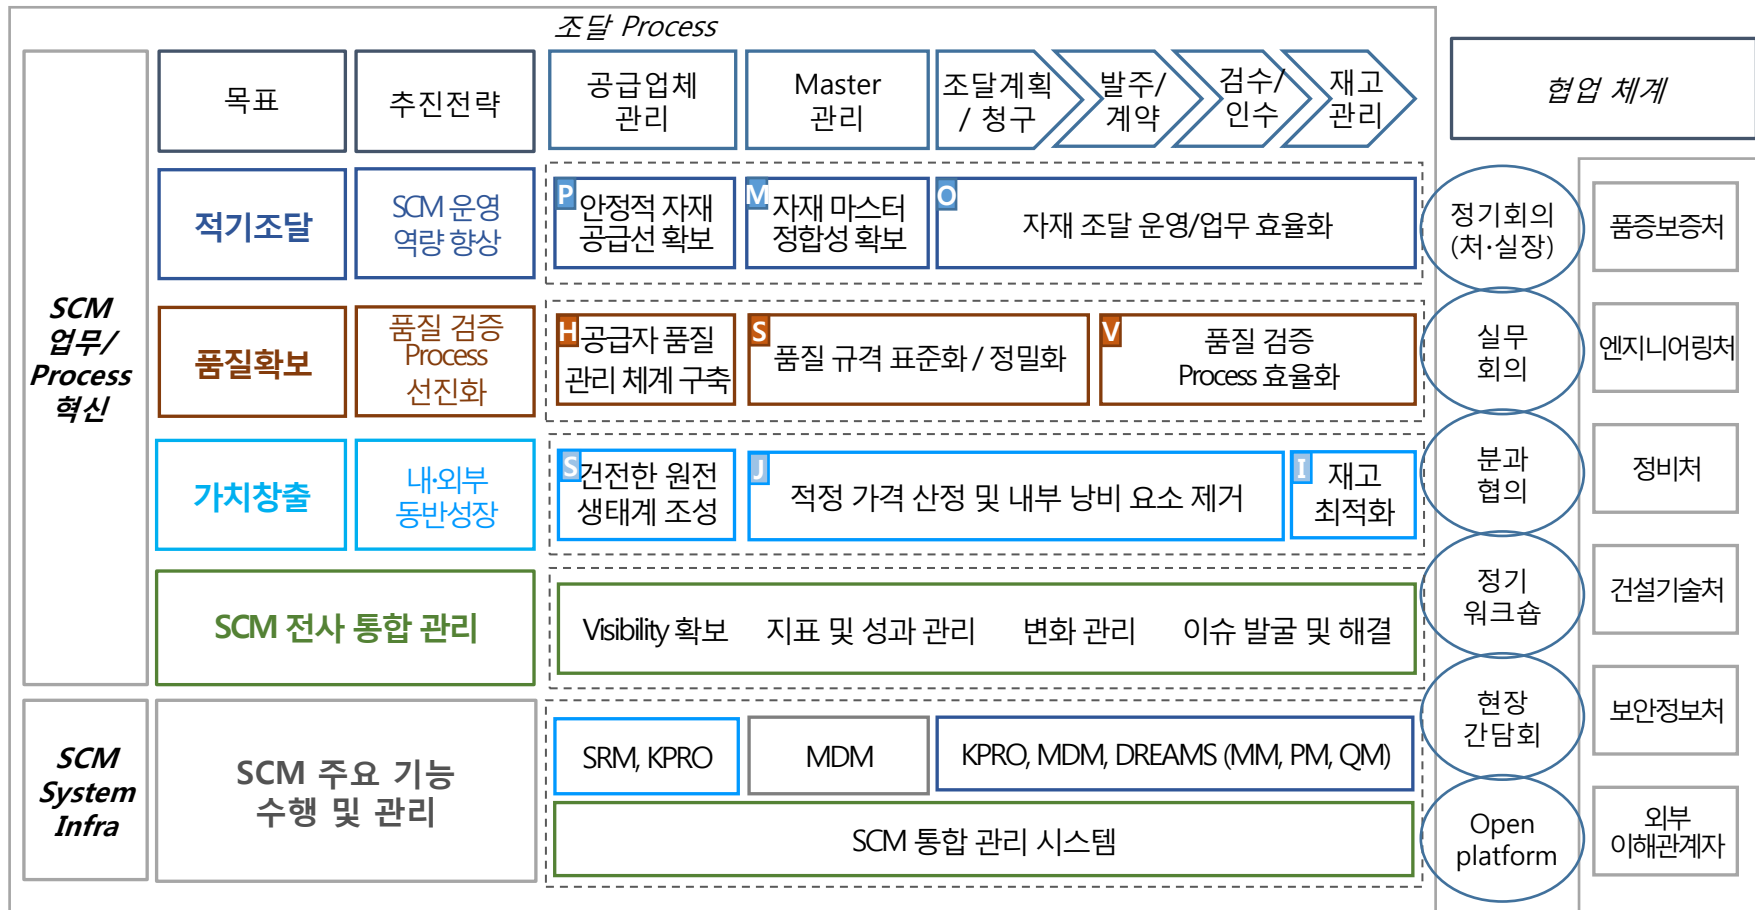 조달 Process
목표
추진전략
공급업체
관리
Master
관리
조달계획
/ 청구
발주/
계약
검수/
인수
재고
관리
협업 체계
SCM
업무/
Process
혁신
적기조달
SCM 운영
역량 향상
P
안정적 자재
공급선 확보
M
자재 마스터
정합성 확보
O
자재 조달 운영/업무 효율화
품질확보
품질 검증
Process
선진화
H
공급자 품질
관리 체계 구축
S
품질 규격 표준화 / 정밀화
V
품질 검증
Process 효율화
가치창출
내·외부
동반성장
S
건전한 원전
생태계 조성
J
적정 가격 산정 및 내부 낭비 요소 제거
I
재고
최적화
SCM 전사 통합 관리
Visibility 확보 지표 및 성과 관리 변화 관리 이슈 발굴 및 해결
SCM
System
Infra
SCM 주요 기능
수행 및 관리
SRM, KPRO
MDM
KPRO, MDM, DREAMS (MM, PM, QM)
SCM 통합 관리 시스템
정기회의
(처·실장)
실무
회의
분과
협의
정기
워크숍
현장
간담회
Open
platform
품증보증처
엔지니어링처
정비처
건설기술처
보안정보처
외부
이해관계자